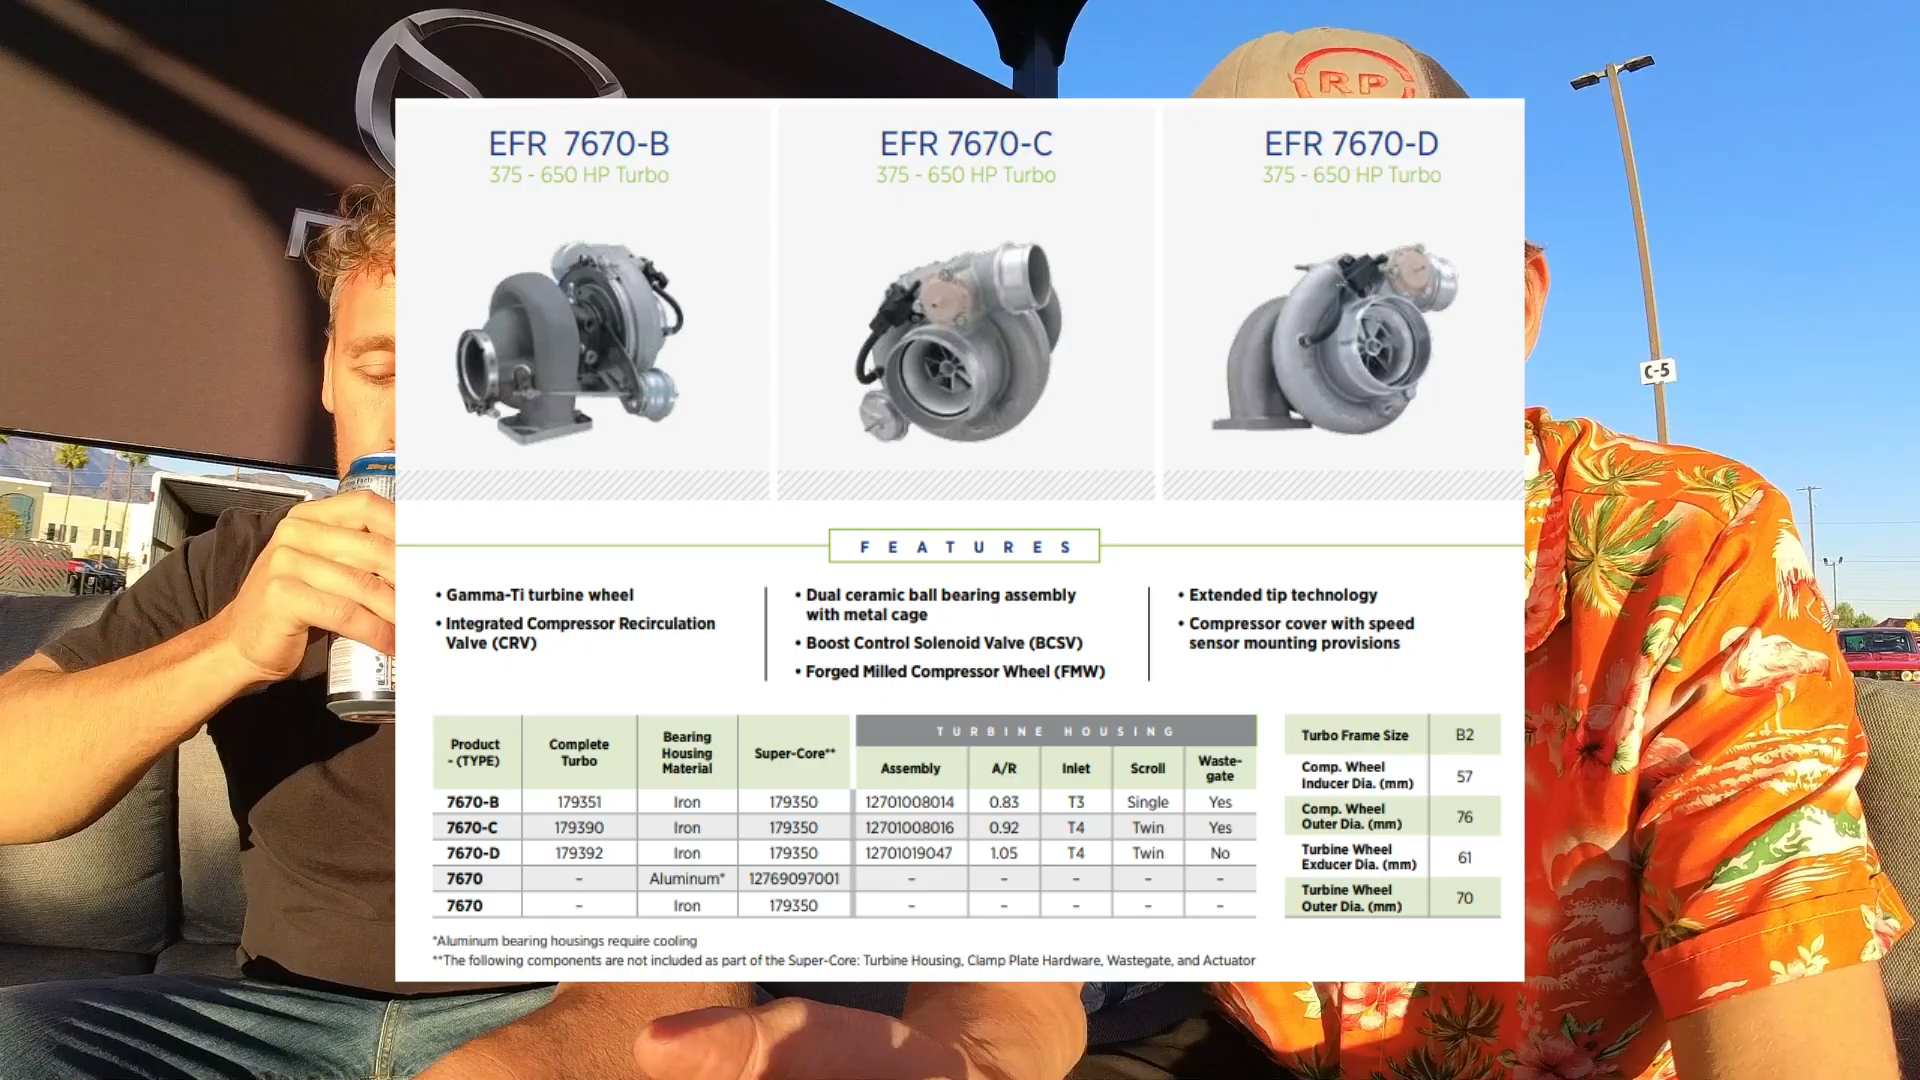 RP
EFR 7670-B
375 - 650 HP Turbo
EFR 7670-C
375 - 650 HP Turbo
EFR 7670-D
375 - 650 HP Turbo
C-5
FEATURES
• Gamma-Ti turbine wheel
• Integrated Compressor Recirculation
Valve (CRV)
• Dual ceramic ball bearing assembly
with metal cage
• Boost Control Solenoid Valve (BCSV)
• Forged Milled Compressor Wheel (FMW)
• Extended tip technology
• Compressor cover with speed
sensor mounting provisions
TURBINE HOUSING
Product
- (TYPE)
Complete
Turbo
Bearing
Housing
Material
Super-Core**
Assembly
A/R
Inlet
Scroll
Waste-
gate
7670-B 179351 Iron 179350 12701008014 0.83 T3 Single Yes
7670-C 179390 Iron 179350 12701008016 0.92 T4 Twin Yes
7670-D 179392 Iron 179350 12701019047 1.05 T4 Twin No
7670 - Aluminum* 12769097001 - - - - -
7670 - Iron 179350 - - - - -
Turbo Frame Size B2
Comp. Wheel
Inducer Dia. (mm) 57
Comp. Wheel
Outer Dia. (mm) 76
Turbine Wheel
Exducer Dia. (mm) 61
Turbine Wheel
Outer Dia. (mm) 70
*Aluminum bearing housings require cooling
**The following components are not included as part of the Super-Core: Turbine Housing, Clamp Plate Hardware, Wastegate, and Actuator